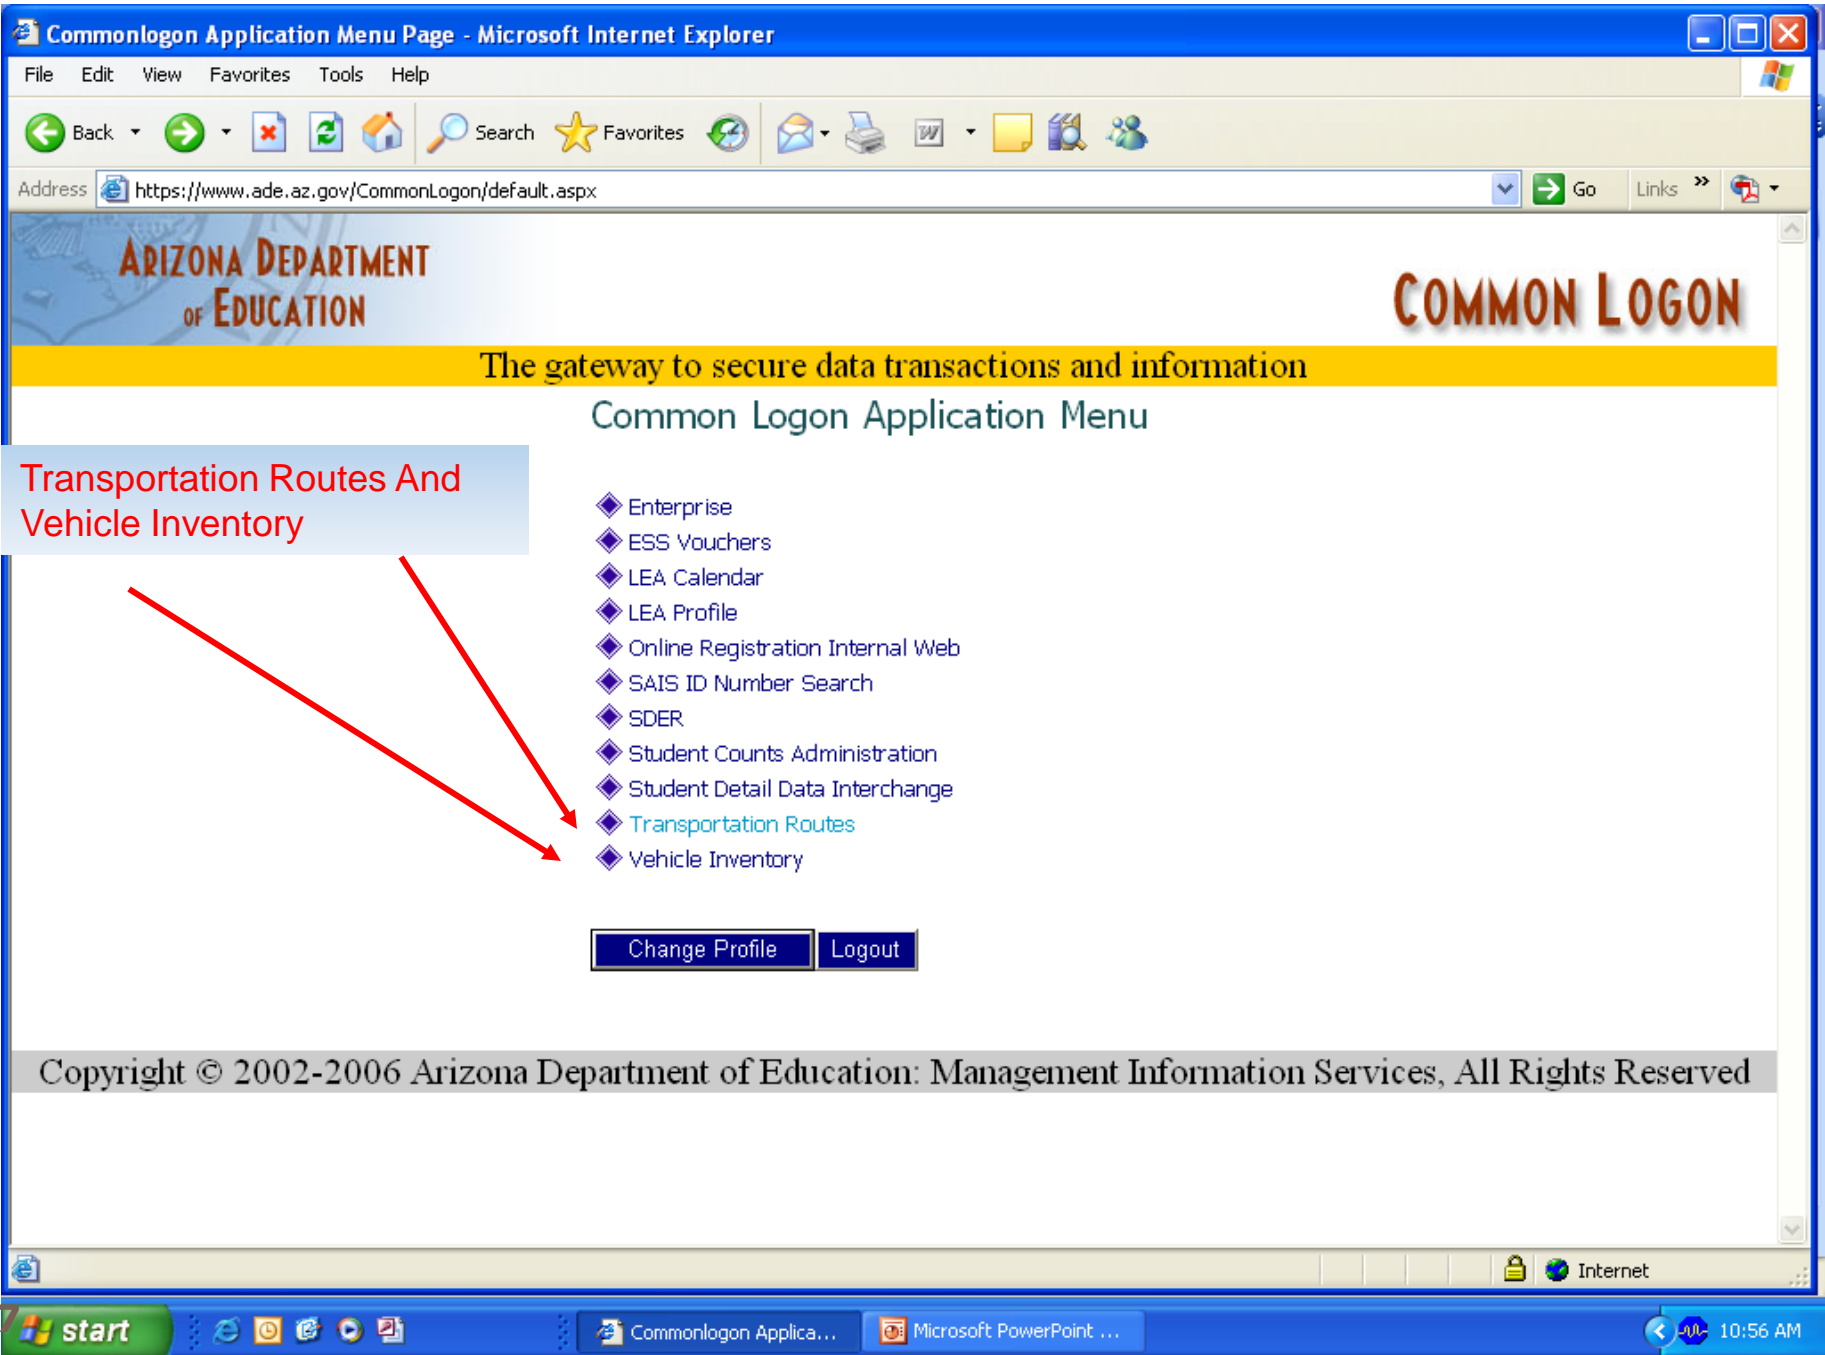 Commonlogon Application Menu Page - Microsoft Internet Explorer
File Edit View Favorites Tools Help
Back Search Favorites
Address https://www.ade.az.gov/CommonLogon/default.aspx Go Links »
ARIZONA DEPARTMENT
OF EDUCATION
COMMON LOGON
The gateway to secure data transactions and information
Common Logon Application Menu
Transportation Routes And
Vehicle Inventory
Enterprise
ESS Vouchers
LEA Calendar
LEA Profile
Online Registration Internal Web
SAIS ID Number Search
SDER
Student Counts Administration
Student Detail Data Interchange
Transportation Routes
Vehicle Inventory
Change Profile Logout
Copyright © 2002-2006 Arizona Department of Education: Management Information Services, All Rights Reserved
Internet
7
start Commonlogon Applica... Microsoft PowerPoint ... 10:56 AM